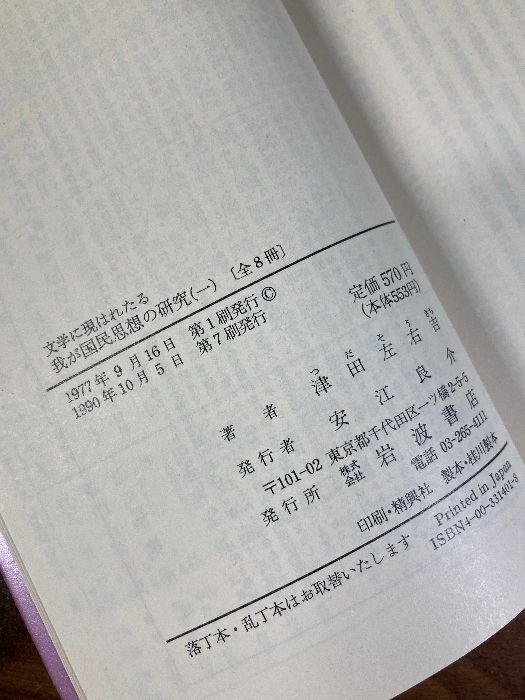 文学に現はれたる
我が国民思想の研究(一) 〔全8冊〕
1977年9月16日 第1刷発行©
1990年10月5日 第7刷発行
定価570円
(本体553円)
つだそうきち
著者 津田左右吉
発行者 安江良介
〒101-02 東京都千代田区一ツ橋2-5-5
発行所 株式会社 岩波書店
電話 03-265-4111
印刷・精興社 製本・桂川製本
落丁本・乱丁本はお取替いたします
Printed in Japan
ISBN4-00-331401-6